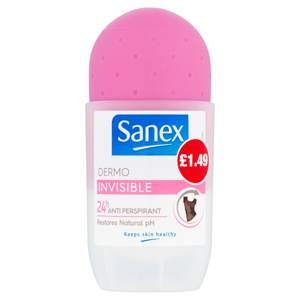 Sanex
£1.49
DERMO
INVISIBLE
24h ANTI PERSPIRANT
Restores Natural pH
Keeps skin healthy